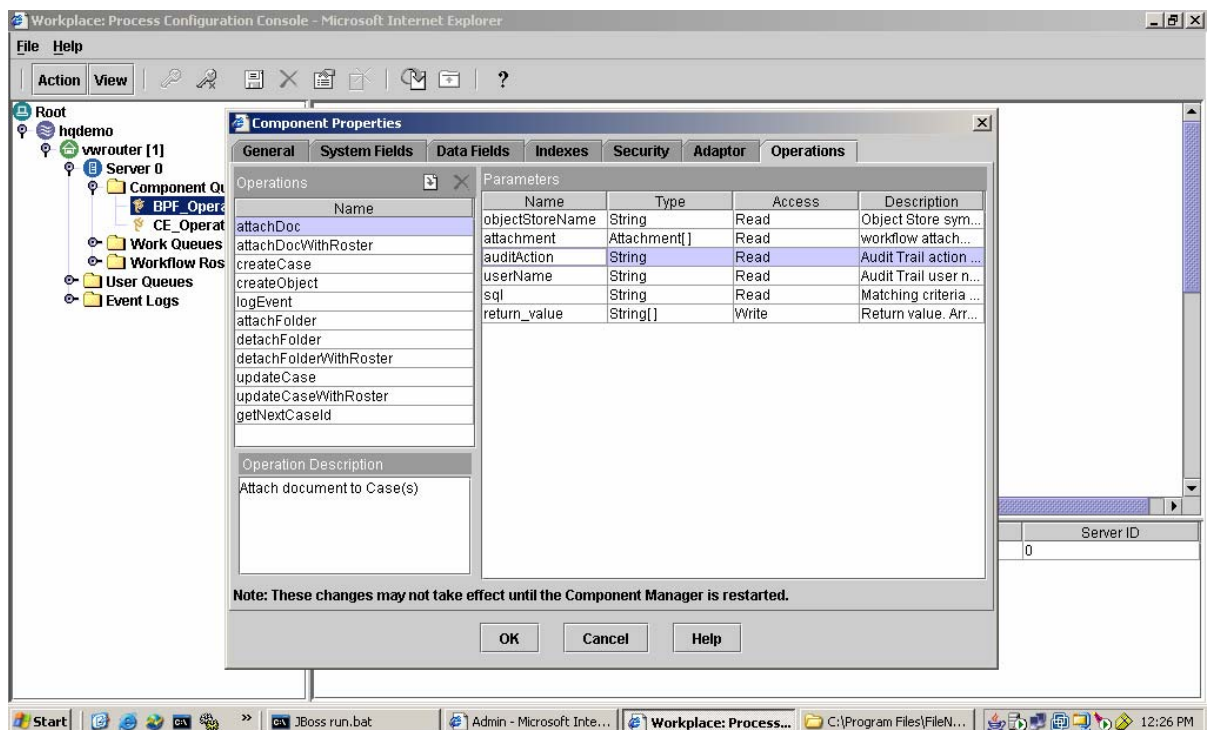 Workplace: Process Configuration Console - Microsoft Internet Explorer
File Help
Action View ?
Root
hqdemo
vwrouter [1]
Server 0
Component Qu
BPF_Opera
CE_Operat
Work Queues
Workflow Ros
User Queues
Event Logs
Component Properties
General System Fields Data Fields Indexes Security Adaptor Operations
Operations
Name
attachDoc
attachDocWithRoster
createCase
createObject
logEvent
attachFolder
detachFolder
detachFolderWithRoster
updateCase
updateCaseWithRoster
getNextCaseId
Operation Description
Attach document to Case(s)
Parameters
Name Type Access Description
objectStoreName String Read Object Store sym...
attachment Attachment[] Read workflow attach...
auditAction String Read Audit Trail action ...
userName String Read Audit Trail user n...
sql String Read Matching criteria ...
return_value String[] Write Return value. Arr...
Note: These changes may not take effect until the Component Manager is restarted.
OK Cancel Help
Server ID
0
Start » JBoss run.bat Admin - Microsoft Inte... Workplace: Process... C:\Program Files\FileN... 12:26 PM